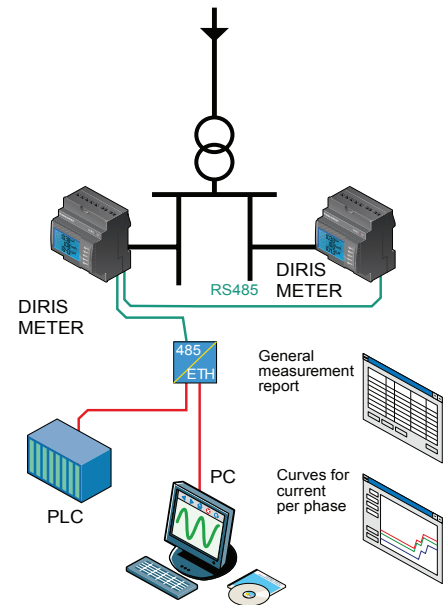 RS485
DIRIS
METER
DIRIS
METER
485
ETH
General
measurement
report
PLC
PC
Curves for
current
per phase